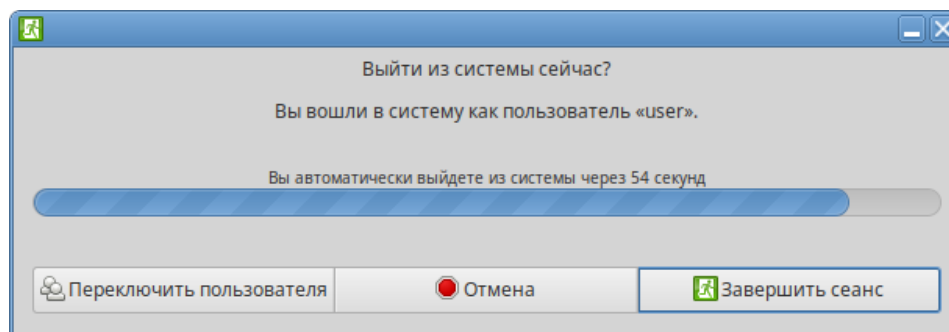 Выйти из системы сейчас?
Вы вошли в систему как пользователь «user».
Вы автоматически выйдете из системы через 54 секунд
Переключить пользователя
Отмена
Завершить сеанс